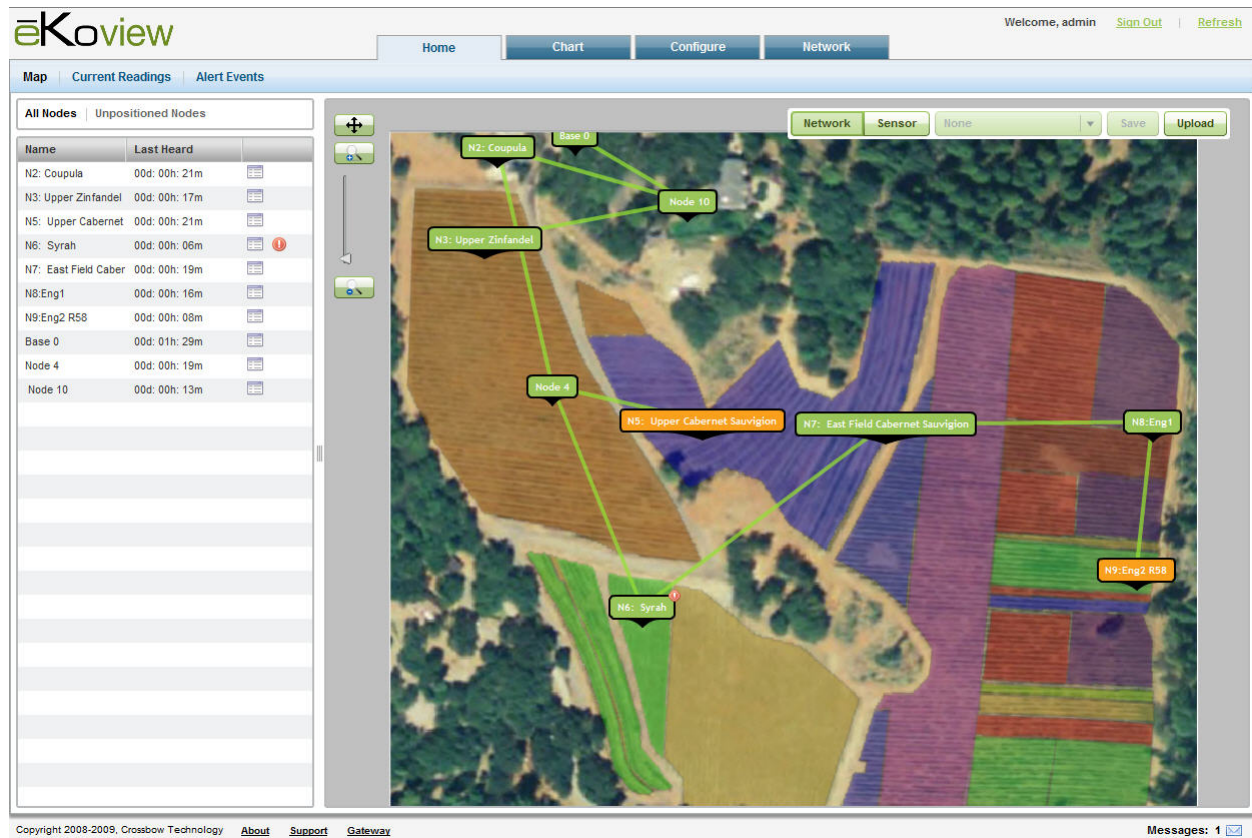 ēKoview
Welcome, admin Sign Out | Refresh
Home Chart Configure Network
Map | Current Readings | Alert Events
All Nodes | Unpositioned Nodes
Network Sensor None Save Upload
Name Last Heard
N2: Coupula 00d: 00h: 21m
N3: Upper Zinfandel 00d: 00h: 17m
N5: Upper Cabernet 00d: 00h: 21m
N6: Syrah 00d: 00h: 06m
N7: East Field Caber 00d: 00h: 19m
N8:Eng1 00d: 00h: 16m
N9:Eng2 R58 00d: 00h: 08m
Base 0 00d: 01h: 29m
Node 4 00d: 00h: 19m
Node 10 00d: 00h: 13m
Base 0
N2: Coupula
Node 10
N3: Upper Zinfandel
Node 4
N5: Upper Cabernet Sauvigion
N7: East Field Cabernet Sauvigion
N8:Eng1
N9:Eng2 R58
N6: Syrah
Copyright 2008-2009, Crossbow Technology About Support Gateway
Messages: 1